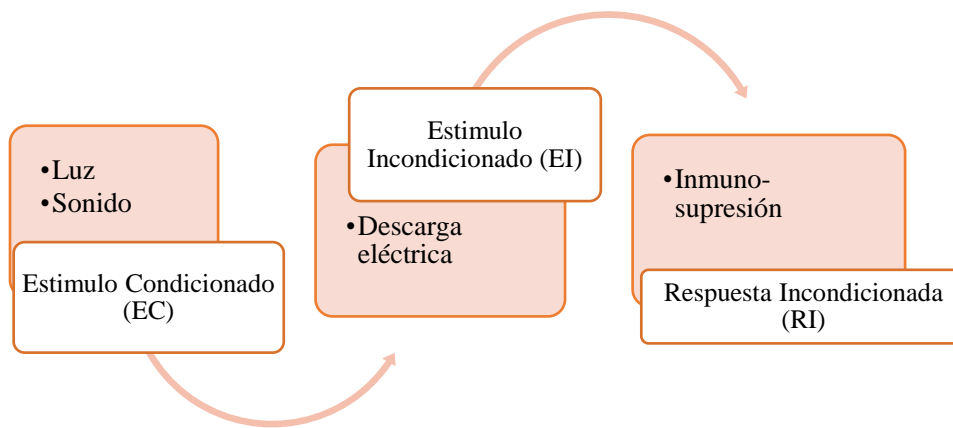 •Luz
•Sonido
Estimulo Condicionado
(EC)
Estimulo
Incondicionado (EI)
•Descarga
eléctrica
•Inmuno-
supresión
Respuesta Incondicionada
(RI)